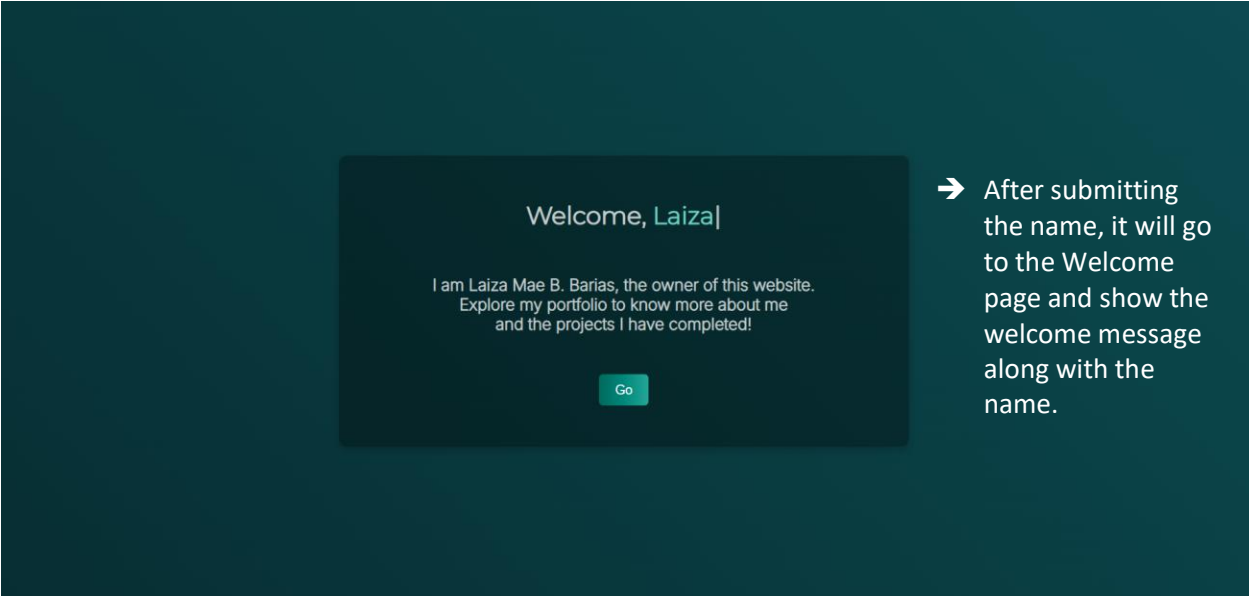 Welcome, Laiza|
I am Laiza Mae B. Barias, the owner of this website.
Explore my portfolio to know more about me
and the projects I have completed!
Go
➔ After submitting
the name, it will go
to the Welcome
page and show the
welcome message
along with the
name.